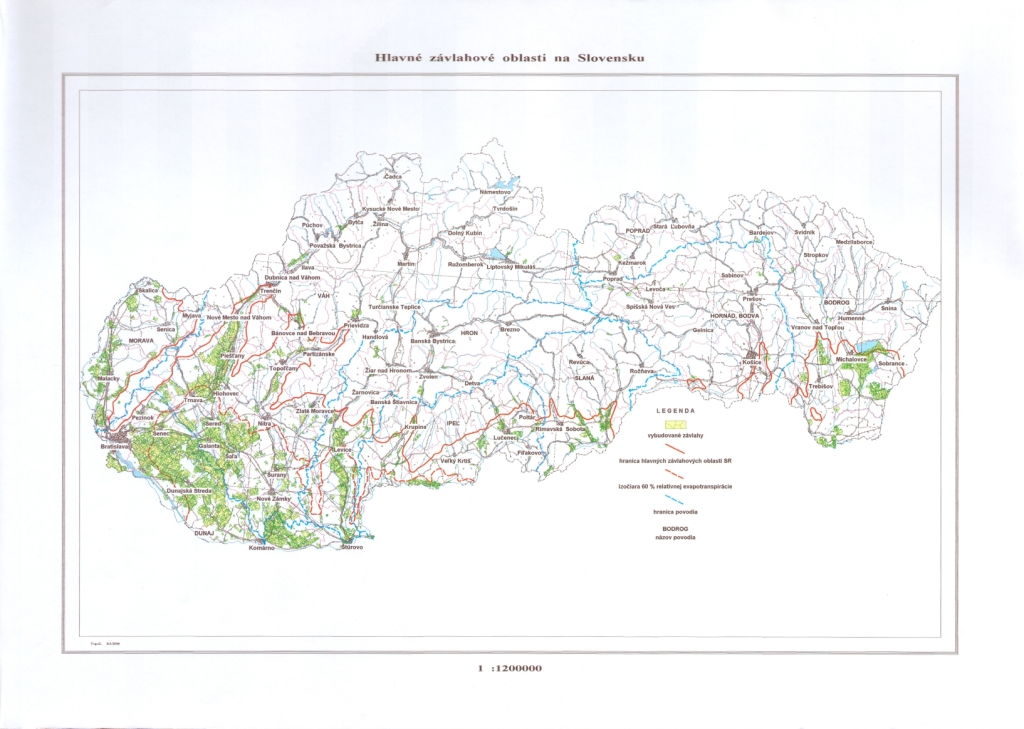 Hlavné závlahové oblasti na Slovensku
Čadca
Námestovo
Tvrdošín
Kysucké Nové Mesto
Bytča
Žilina
Púchov
Považská Bystrica
Dolný Kubín
Martin
Ružomberok
Liptovský Mikuláš
Ilava
Dubnica nad Váhom
Trenčín
VÁH
Turčianske Teplice
POPRAD
Stará Ľubovňa
Kežmarok
Poprad
Levoča
Spišská Nová Ves
Bardejov
Svidník
Medzilaborce
Stropkov
Sabinov
Prešov
BODROG
Snina
Humenné
HORNÁD, BODVA
Gelnica
Vranov nad Topľou
Michalovce
Sobrance
Košice
Trebišov
Skalica
Myjava
Nové Mesto nad Váhom
Senica
MORAVA
Bánovce nad Bebravou
Prievidza
Handlová
Partizánske
Piešťany
Topoľčany
HRON
Brezno
Banská Bystrica
Žiar nad Hronom
Zvolen
Detva
Revúca
SLANÁ
Rožňava
Malacky
Hlohovec
Trnava
Žarnovica
Banská Štiavnica
Zlaté Moravce
Pezinok
Senec
Sereď
Nitra
Krupina
IPEĽ
Poltár
Rimavská Sobota
Lučenec
Fiľakovo
Veľký Krtíš
Bratislava
Galanta
Šaľa
Levice
Šurany
Dunajská Streda
Nové Zámky
DUNAJ
Komárno
Štúrovo
LEGENDA
vybudované závlahy
hranica hlavných závlahových oblastí SR
izočiara 60 % relatívnej evapotranspirácie
hranica povodia
BODROG
názov povodia
1 :1200000